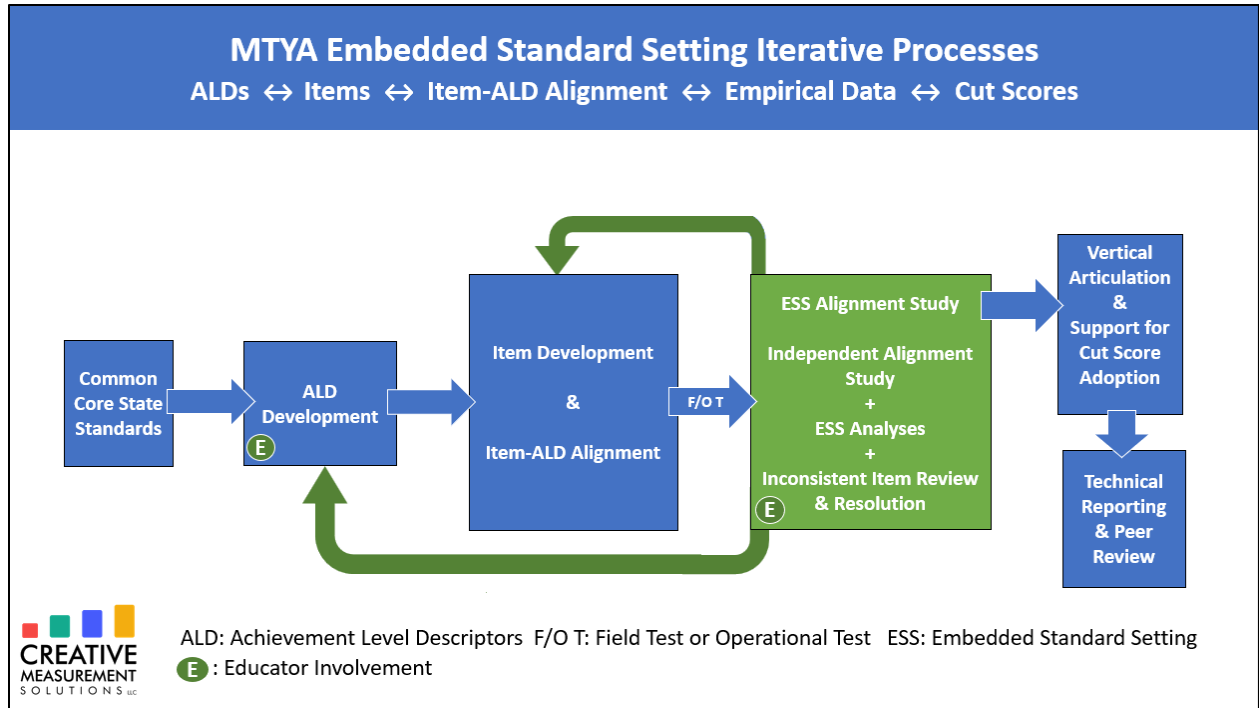 MTYA Embedded Standard Setting Iterative Processes
ALDs ↔ Items ↔ Item-ALD Alignment ↔ Empirical Data ↔ Cut Scores
Common
Core State
Standards
ALD
Development
E
Item Development
&
Item-ALD Alignment
F/O T
ESS Alignment Study
Independent Alignment
Study
+
ESS Analyses
+
Inconsistent Item Review
& Resolution
E
Vertical
Articulation
&
Support for
Cut Score
Adoption
Technical
Reporting
& Peer
Review
CREATIVE
MEASUREMENT
SOLUTIONS LLC
ALD: Achievement Level Descriptors F/O T: Field Test or Operational Test ESS: Embedded Standard Setting
E : Educator Involvement